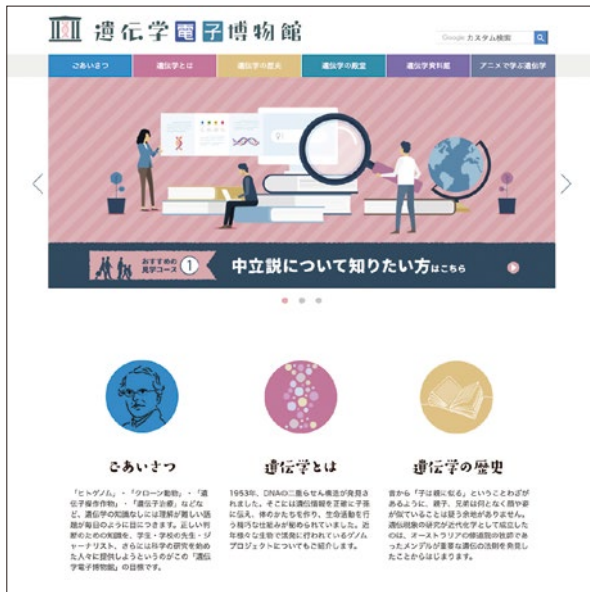 遺伝学電子博物館
Google カスタム検索
ごあいさつ
遺伝学とは
遺伝学の歴史
遺伝学の殿堂
遺伝学資料館
アニメで学ぶ遺伝学
おすすめの
見学コース 1
中立説について知りたい方はこちら
ごあいさつ
「ヒトゲノム」・「クローン動物」・「遺
伝子操作作物」・「遺伝子治療」などな
ど、遺伝学の知識なしには理解が難しい話
題が毎日のように目につきます。正しい判
断のための知識を、学生・学校の先生・ジ
ャーナリスト、さらには科学の研究を始め
た人々に提供しようというのがこの「遺伝
学電子博物館」の目標です。
遺伝学とは
1953年、DNAの二重らせん構造が発見さ
れました。そこには遺伝情報を正確に子孫
に伝え、体のかたちを作り、生命活動を行
う精巧な仕組みが秘められていました。近
年様々な生物で活発に行われているゲノム
プロジェクトについてもご紹介します。
遺伝学の歴史
昔から「子は親に似る」ということわざが
あるように、親子、兄弟は何となく顔や姿
が似ていることは疑う余地がありません。
遺伝現象の研究が近代化学として成立した
のは、オーストラリアの修道院の牧師であ
ったメンデルが重要な遺伝の法則を発見し
たことからはじまります。